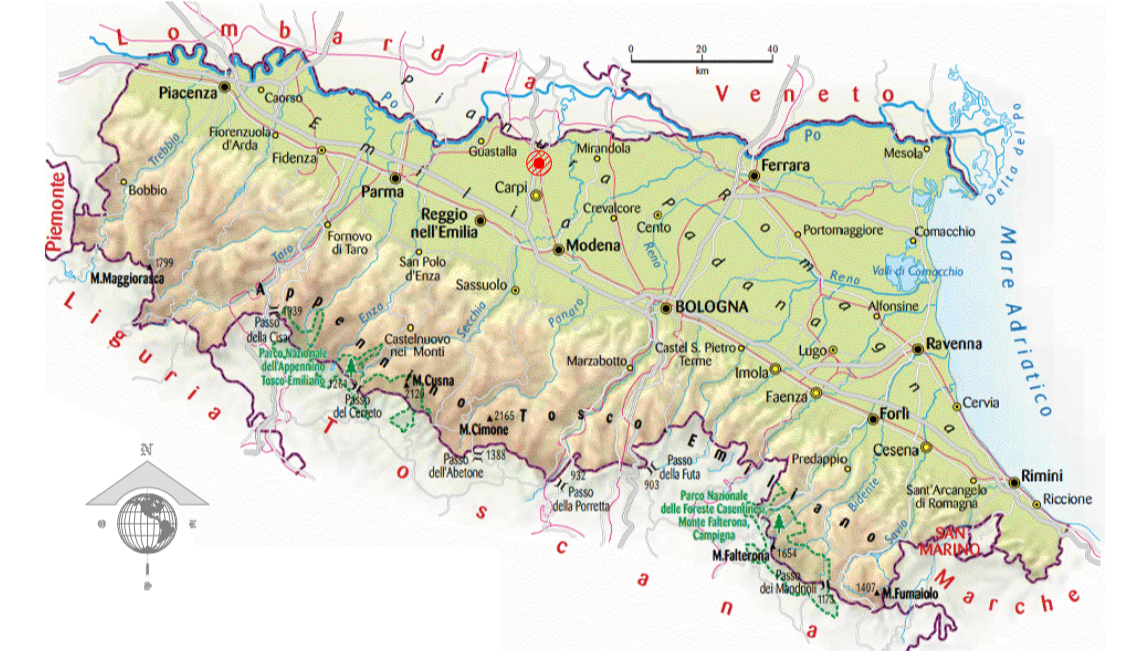 Lombardia
0 20 40
km
Veneto
Piacenza
Caorso
Po
Pianura Padana
Po
Fiorenzuola
d'Arda
Trebbia
Emilia
Guastalla
Mirandola
Mesola
Delta del Po
Fidenza
Ferrara
Piemonte
Bobbio
Parma
Carpi
Crevalcore
Cento
Romagna
Reggio
nell'Emilia
Fornovo
di Taro
Modena
Reno
Portomaggiore
Comacchio
Taro
San Polo
d'Enza
1799
M.Maggiorasca
Sassuolo
Reno
Valli di Comacchio
Mare Adriatico
Liguria
Appennino Tosco Emiliano
Enza
Secchia
Panaro
BOLOGNA
Alfonsine
Passo
della Cisa
Castelnuovo
nei Monti
Parco Nazionale
dell'Appennino
Tosco-Emiliano
Marzabotto
Castel S. Pietro
Terme
Lugo
Ravenna
Imola
1261
M.Cusna
2120
Passo
del Cerreto
Faenza
Cervia
2165
M.Cimone
Forlì
Toscana
Passo
dell'Abetone
1388
932
Passo
della Porretta
903
Passo
della Futa
Predappio
Cesena
N
Rimini
Parco Nazionale
delle Foreste Casentinesi,
Monte Falterona,
Campigna
Bidente
Savio
Sant'Arcangelo
di Romagna
Riccione
O
E
SAN
MARINO
M.Falterona
1654
Passo
dei Mandrioli
1173
1407
M.Fumaiolo
Marche
S